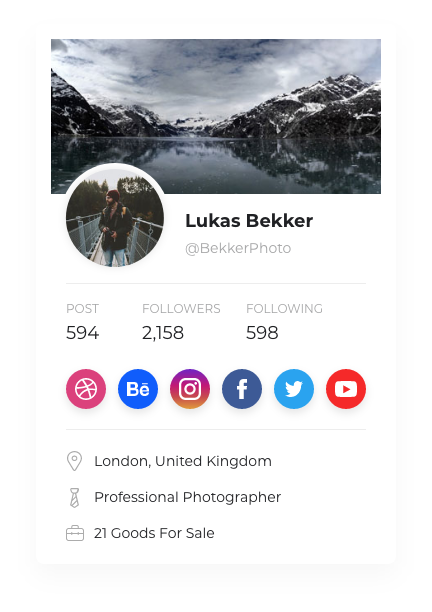 Lukas Bekker
@BekkerPhoto
POST FOLLOWERS FOLLOWING
594 2,158 598
Bē
London, United Kingdom
Professional Photographer
21 Goods For Sale